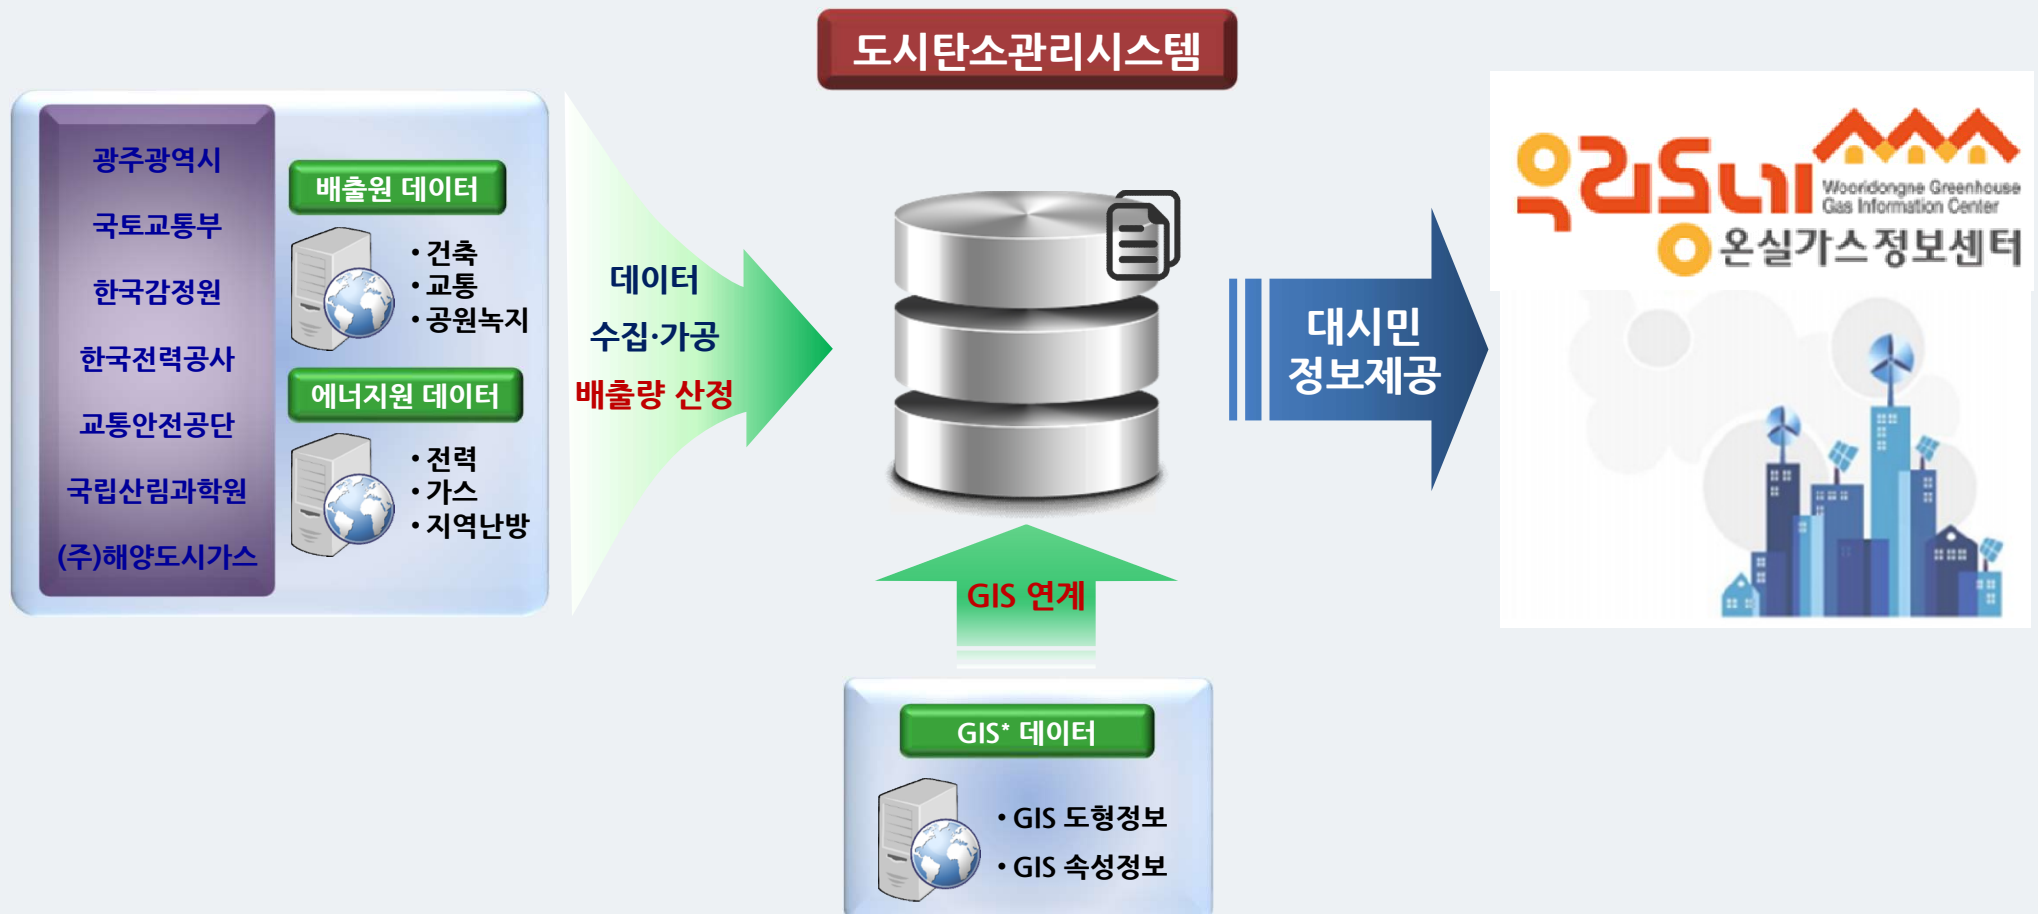 도시탄소관리시스템
광주광역시
국토교통부
한국감정원
한국전력공사
교통안전공단
국립산림과학원
(주)해양도시가스
배출원 데이터
• 건축
• 교통
• 공원녹지
에너지원 데이터
• 전력
• 가스
• 지역난방
데이터
수집·가공
배출량 산정
GIS 연계
GIS* 데이터
• GIS 도형정보
• GIS 속성정보
대시민
정보제공
우리동네
Wooridongne Greenhouse
Gas Information Center
온실가스정보센터